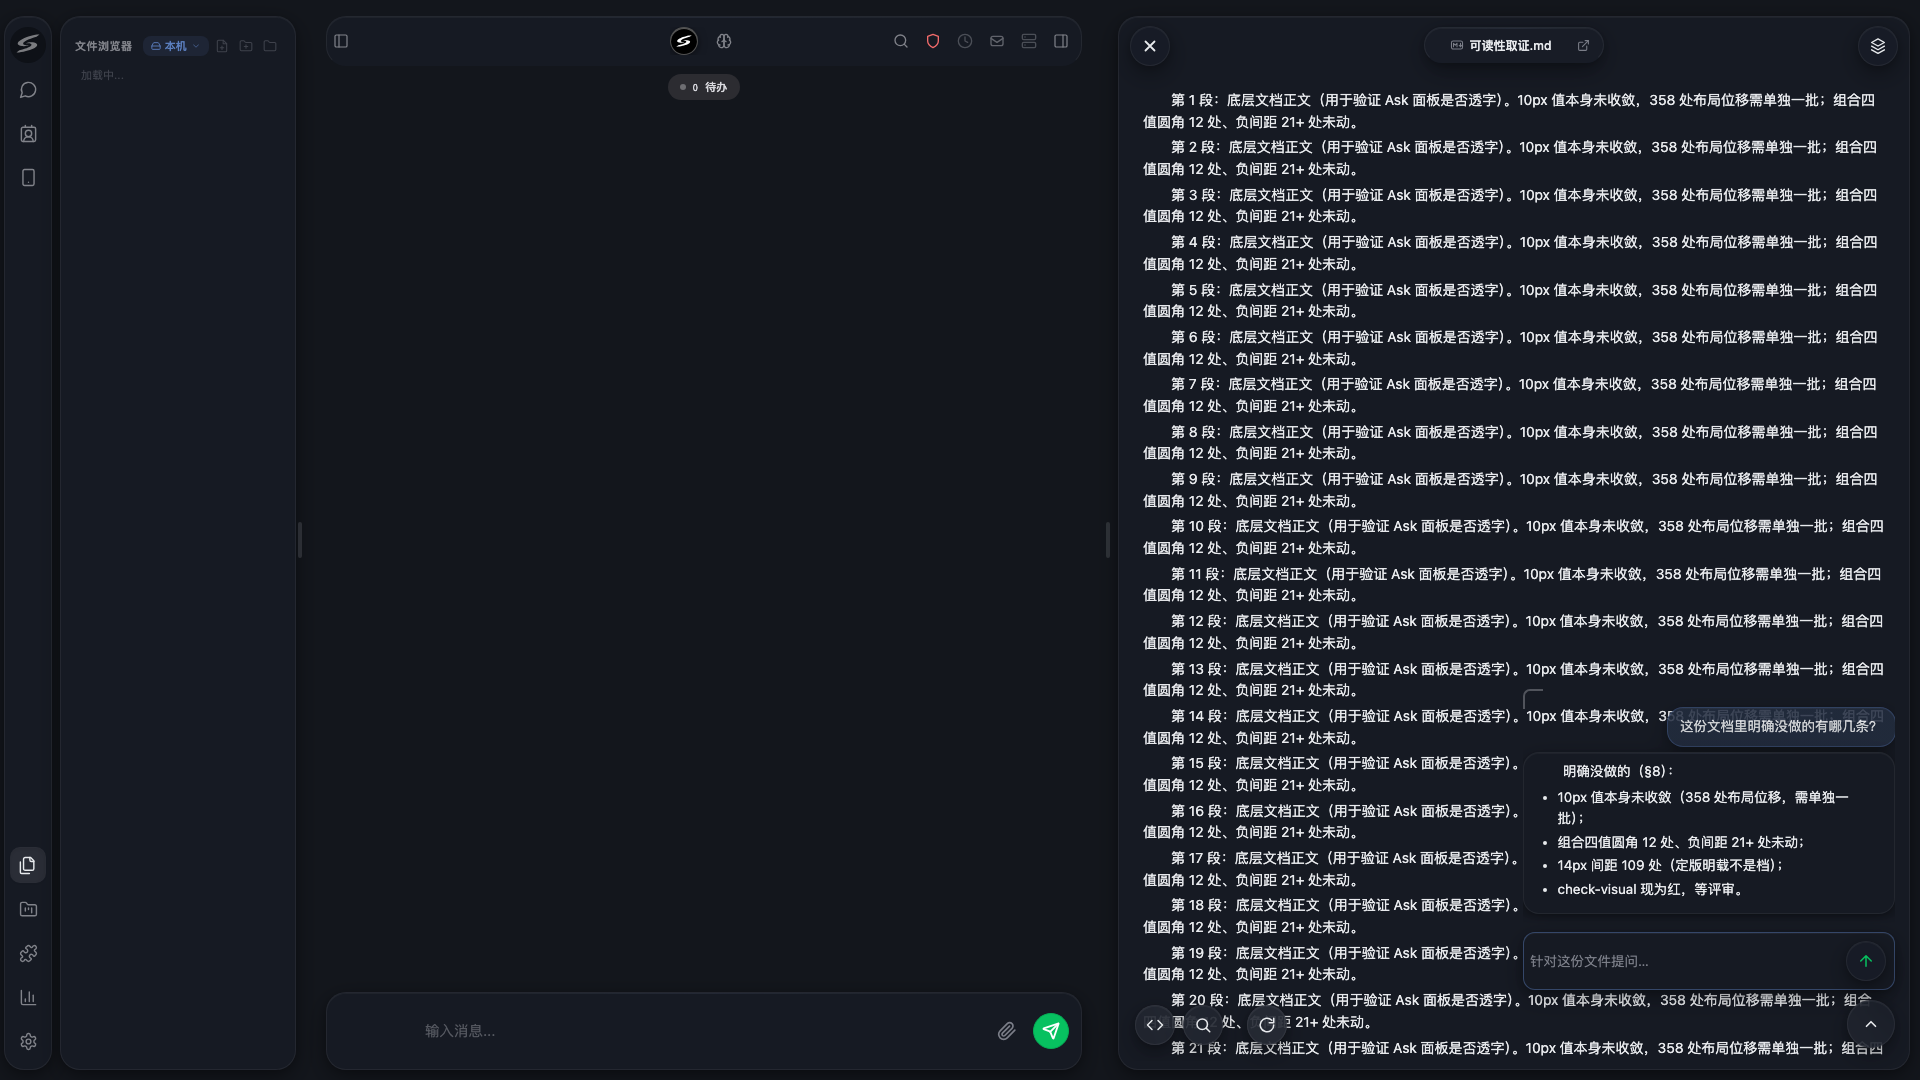 文件浏览器
本机
加载中...
0 待办
输入消息...
可读性取证.md
第 1 段：底层文档正文（用于验证 Ask 面板是否透字）。10px 值本身未收敛，358 处布局位移需单独一批；组合四
值圆角 12 处、负间距 21+ 处未动。
第 2 段：底层文档正文（用于验证 Ask 面板是否透字）。10px 值本身未收敛，358 处布局位移需单独一批；组合四
值圆角 12 处、负间距 21+ 处未动。
第 3 段：底层文档正文（用于验证 Ask 面板是否透字）。10px 值本身未收敛，358 处布局位移需单独一批；组合四
值圆角 12 处、负间距 21+ 处未动。
第 4 段：底层文档正文（用于验证 Ask 面板是否透字）。10px 值本身未收敛，358 处布局位移需单独一批；组合四
值圆角 12 处、负间距 21+ 处未动。
第 5 段：底层文档正文（用于验证 Ask 面板是否透字）。10px 值本身未收敛，358 处布局位移需单独一批；组合四
值圆角 12 处、负间距 21+ 处未动。
第 6 段：底层文档正文（用于验证 Ask 面板是否透字）。10px 值本身未收敛，358 处布局位移需单独一批；组合四
值圆角 12 处、负间距 21+ 处未动。
第 7 段：底层文档正文（用于验证 Ask 面板是否透字）。10px 值本身未收敛，358 处布局位移需单独一批；组合四
值圆角 12 处、负间距 21+ 处未动。
第 8 段：底层文档正文（用于验证 Ask 面板是否透字）。10px 值本身未收敛，358 处布局位移需单独一批；组合四
值圆角 12 处、负间距 21+ 处未动。
第 9 段：底层文档正文（用于验证 Ask 面板是否透字）。10px 值本身未收敛，358 处布局位移需单独一批；组合四
值圆角 12 处、负间距 21+ 处未动。
第 10 段：底层文档正文（用于验证 Ask 面板是否透字）。10px 值本身未收敛，358 处布局位移需单独一批；组合四
值圆角 12 处、负间距 21+ 处未动。
第 11 段：底层文档正文（用于验证 Ask 面板是否透字）。10px 值本身未收敛，358 处布局位移需单独一批；组合四
值圆角 12 处、负间距 21+ 处未动。
第 12 段：底层文档正文（用于验证 Ask 面板是否透字）。10px 值本身未收敛，358 处布局位移需单独一批；组合四
值圆角 12 处、负间距 21+ 处未动。
第 13 段：底层文档正文（用于验证 Ask 面板是否透字）。10px 值本身未收敛，358 处布局位移需单独一批；组合四
值圆角 12 处、负间距 21+ 处未动。
第 14 段：底层文档正文（用于验证 Ask 面板是否透字）。10px 值本身未收敛，358 处布局位移需单独一批；组合四
值圆角 12 处、负间距 21+ 处未动。
第 15 段：底层文档正文（用于验证 Ask 面板是否透字）。
值圆角 12 处、负间距 21+ 处未动。
第 16 段：底层文档正文（用于验证 Ask 面板是否透字）。
值圆角 12 处、负间距 21+ 处未动。
第 17 段：底层文档正文（用于验证 Ask 面板是否透字）。
值圆角 12 处、负间距 21+ 处未动。
第 18 段：底层文档正文（用于验证 Ask 面板是否透字）。
值圆角 12 处、负间距 21+ 处未动。
第 19 段：底层文档正文（用于验证 Ask 面板是否透字）。
值圆角 12 处、负间距 21+ 处未动。
第 20 段：底层文档正文（用于验证 Ask 面板是否透字）。10px 值本身未收敛，358 处布局位移需单独一批；组合
圆 处、负 距 21+ 处未动。
第 21 段：底层文档正文（用于验证 Ask 面板是否透字）。10px 值本身未收敛，358 处布局位移需单独一批；组合四
这份文档里明确没做的有哪几条？
明确没做的（§8）：
• 10px 值本身未收敛（358 处布局位移，需单独一
批）；
• 组合四值圆角 12 处、负间距 21+ 处未动；
• 14px 间距 109 处（定版明载不是档）；
• check-visual 现为红，等评审。
针对这份文件提问...